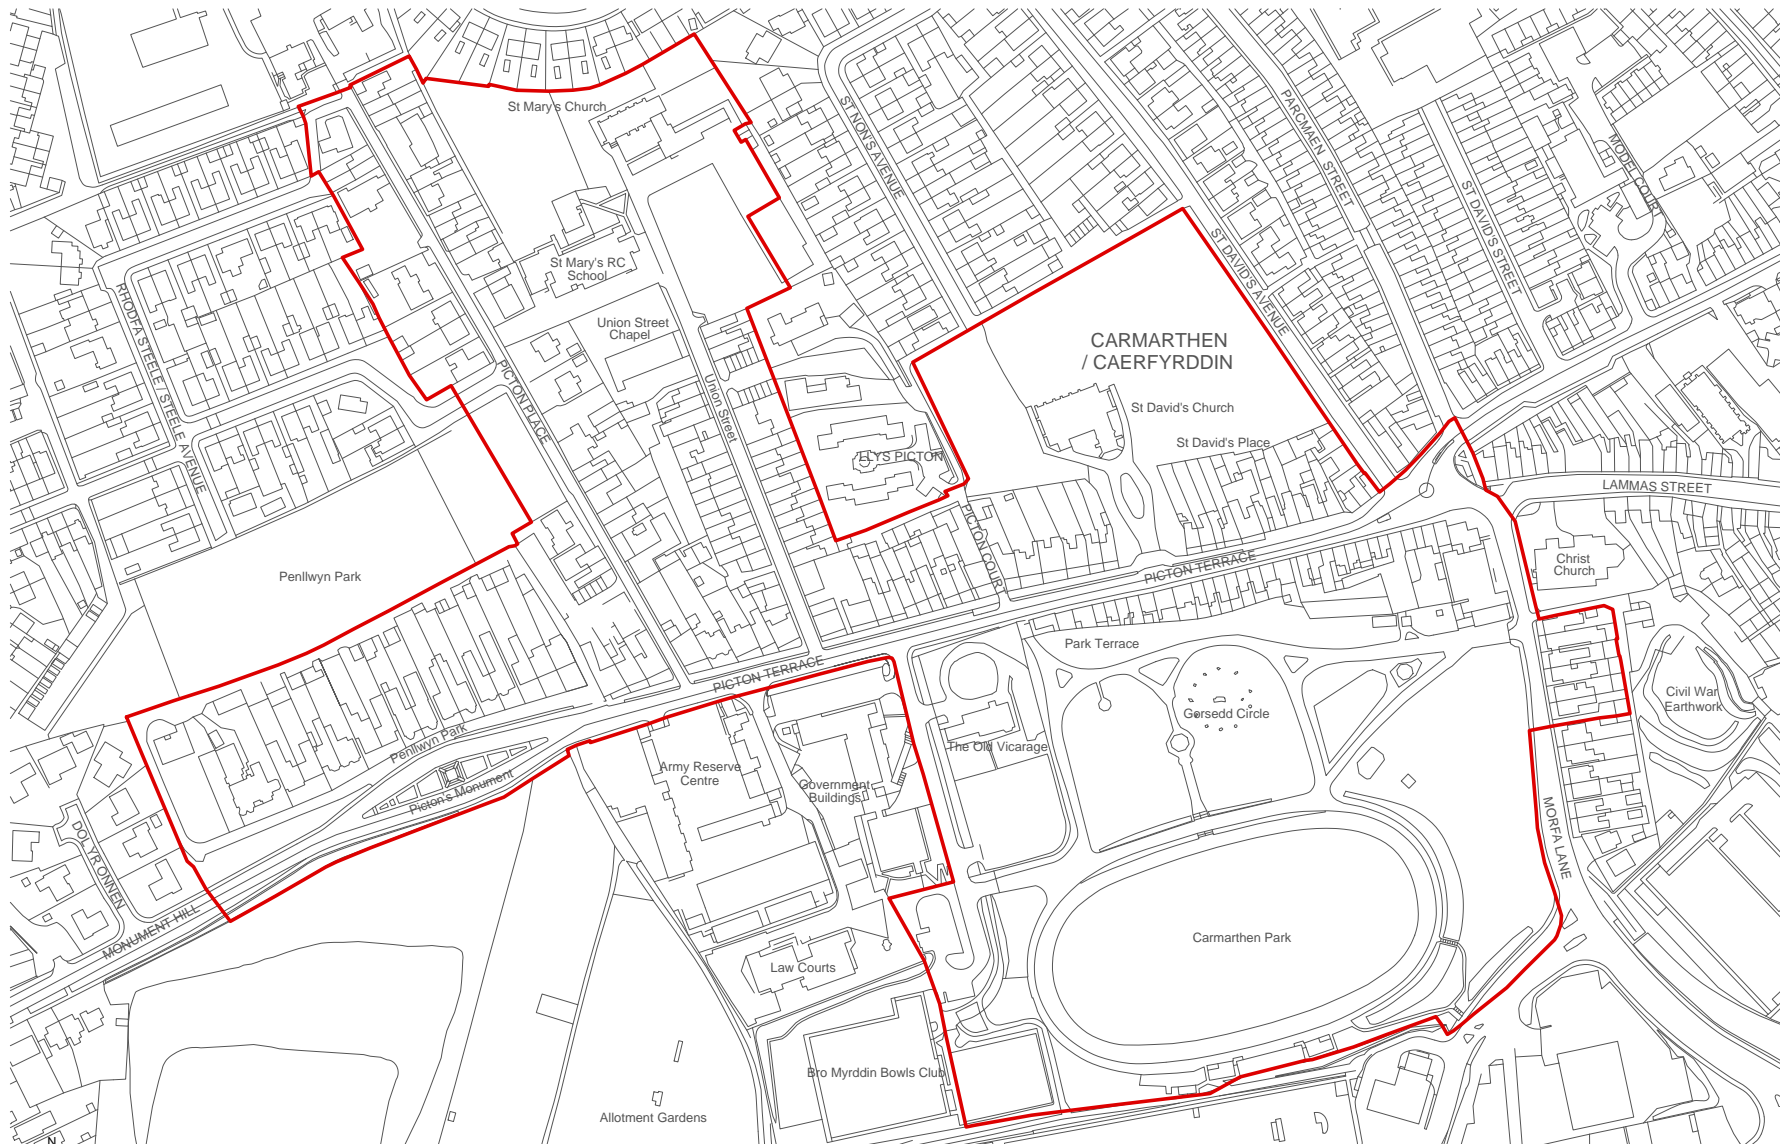 St Mary's Church
ST NON'S AVENUE
PARCMAEN STREET
MODEL COURT
ST DAVIDS STREET
ST DAVID'S AVENUE
St Mary's RC
School
RHODFA STEELE / STEELE AVENUE
Union Street
Chapel
CARMARTHEN
/ CAERFYRDDIN
PICTON PLACE
Union Street
St David's Church
St David's Place
LLYS PICTON
LAMMAS STREET
PICTON COURT
Penllwyn Park
PICTON TERRACE
Christ
Church
Park Terrace
PICTON TERRACE
Civil War
Earthwork
Gorsedd Circle
Penllwyn Park
The Old Vicarage
Army Reserve
Centre
Picton's Monument
Government
Buildings
MORFA LANE
DOL YR ONNEN
MONUMENT HILL
Carmarthen Park
Law Courts
Bro Myrddin Bowls Club
Allotment Gardens
N